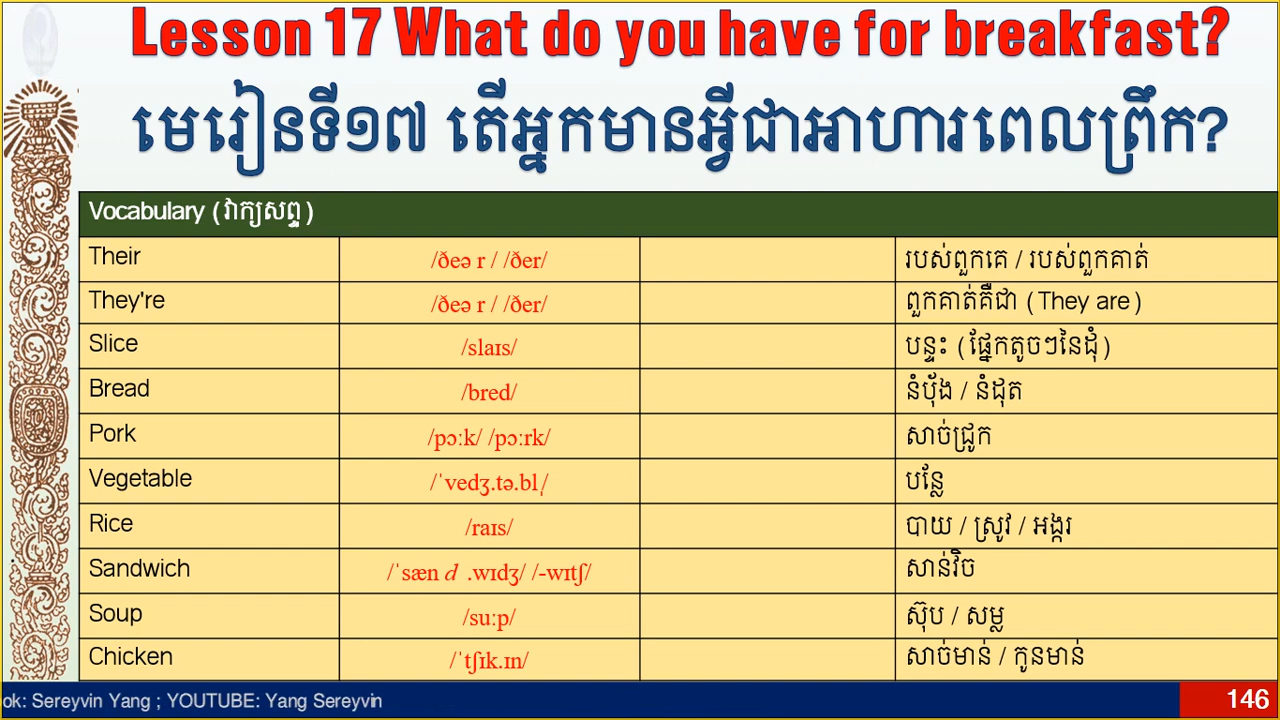 Lesson 17 What do you have for breakfast?
មេរៀនទី១៧ តើអ្នកមានអ្វីជាអាហារពេលព្រឹក?
Vocabulary (វាក្យសព្ទ)
Their /ðeə r / /ðer/ របស់ពួកគេ / របស់ពួកគាត់
They're /ðeə r / /ðer/ ពួកគាត់គឺជា (They are)
Slice /slaɪs/ បន្ទះ (ផ្នែកតូចៗនៃដុំ)
Bread /bred/ នំប៉័ង / នំដុត
Pork /pɔːk/ /pɔːrk/ សាច់ជ្រូក
Vegetable /ˈvedʒ.tə.bl̩/ បន្លែ
Rice /raɪs/ បាយ / ស្រូវ / អង្ករ
Sandwich /ˈsæn d .wɪdʒ/ /-wɪtʃ/ សាន់វិច
Soup /suːp/ ស៊ុប / សម្ល
Chicken /ˈtʃɪk.ɪn/ សាច់មាន់ / កូនមាន់
ok: Sereyvin Yang ; YOUTUBE: Yang Sereyvin 146